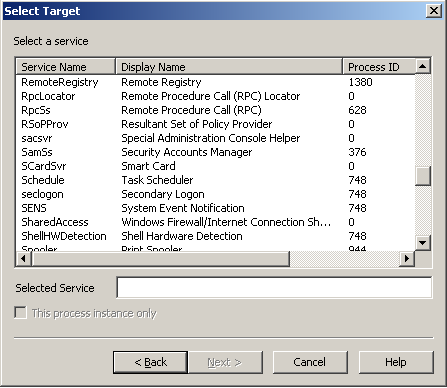 Select Target
Select a service
Service Name Display Name Process ID
RemoteRegistry Remote Registry 1380
RpcLocator Remote Procedure Call (RPC) Locator 0
RpcSs Remote Procedure Call (RPC) 628
RSoPProv Resultant Set of Policy Provider 0
sacsvr Special Administration Console Helper 0
SamSs Security Accounts Manager 376
SCardSvr Smart Card 0
Schedule Task Scheduler 748
seclogon Secondary Logon 748
SENS System Event Notification 748
SharedAccess Windows Firewall/Internet Connection Sh... 0
ShellHWDetection Shell Hardware Detection 748
Spooler Print Spooler 944
Selected Service
This process instance only
< Back Next > Cancel Help